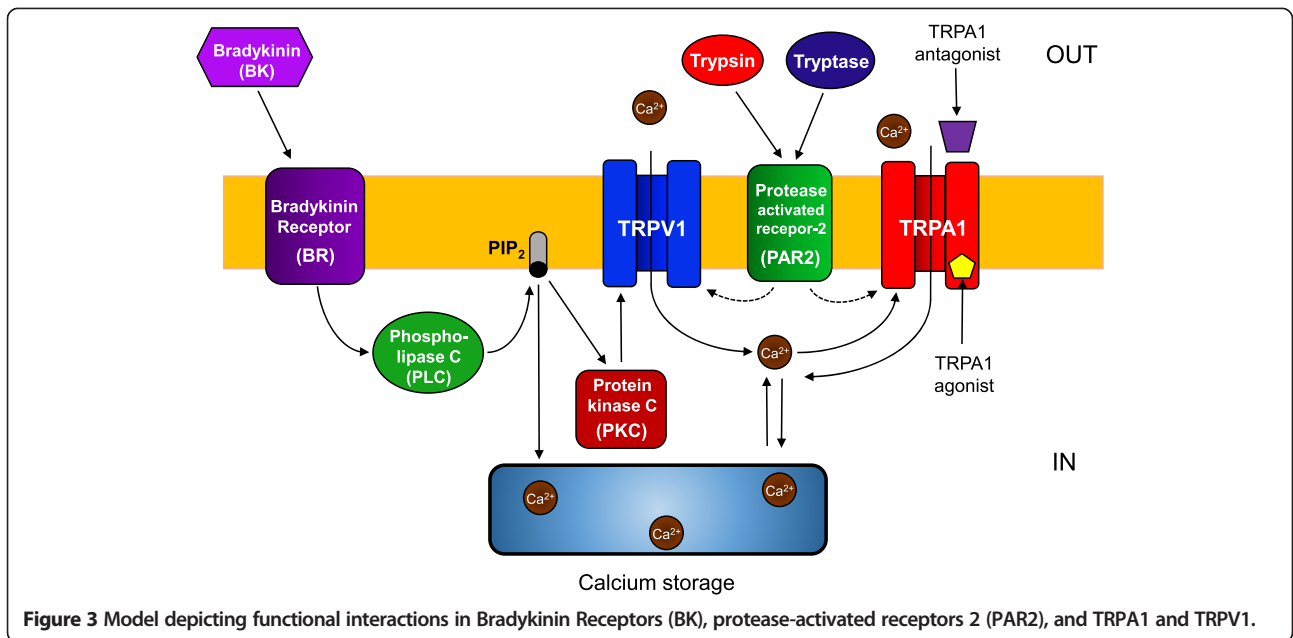 Bradykinin
(BK)
Trypsin
Tryptase
TRPA1
antagonist
OUT
Ca2+
Ca2+
Bradykinin
Receptor
(BR)
PIP2
TRPV1
Protease
activated
recepor-2
(PAR2)
TRPA1
Phospho-
lipase C
(PLC)
Ca2+
TRPA1
agonist
Protein
kinase C
(PKC)
IN
Ca2+
Ca2+
Ca2+
Calcium storage
Figure 3 Model depicting functional interactions in Bradykinin Receptors (BK), protease-activated receptors 2 (PAR2), and TRPA1 and TRPV1.